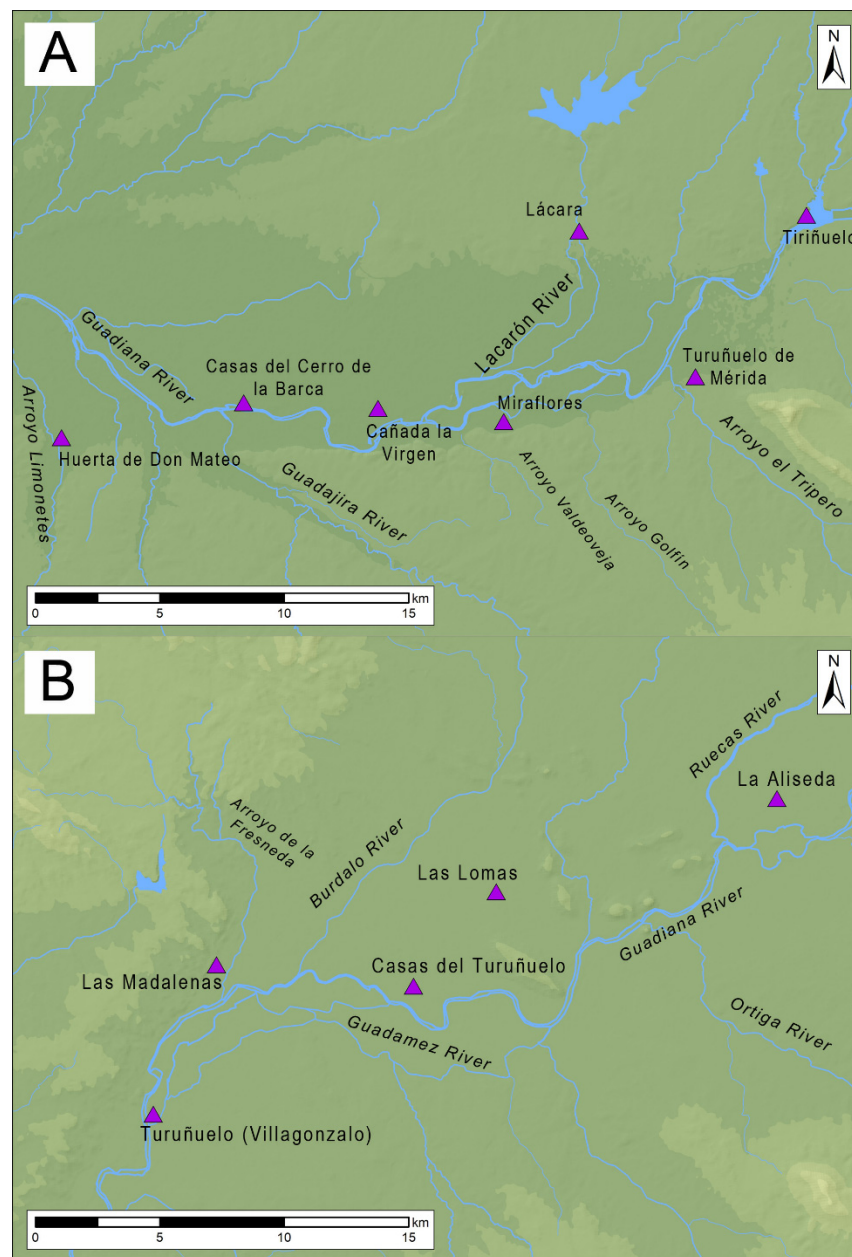 A
N
Lácara
Tiriñuelo
Lacarón River
Guadiana River
Casas del Cerro de
la Barca
Turuñuelo de
Mérida
Cañada la
Virgen
Miraflores
Arroyo Limonetes
Huerta de Don Mateo
Guadajira River
Arroyo Valdeoveja
Arroyo Golfín
Arroyo el Tripero
km
0 5 10 15
B
N
Ruecas River
La Aliseda
Arroyo de la
Fresneda
Burdalo River
Las Lomas
Guadiana River
Las Madalenas
Casas del Turuñuelo
Guadamez River
Ortiga River
Turuñuelo (Villagonzalo)
km
0 5 10 15